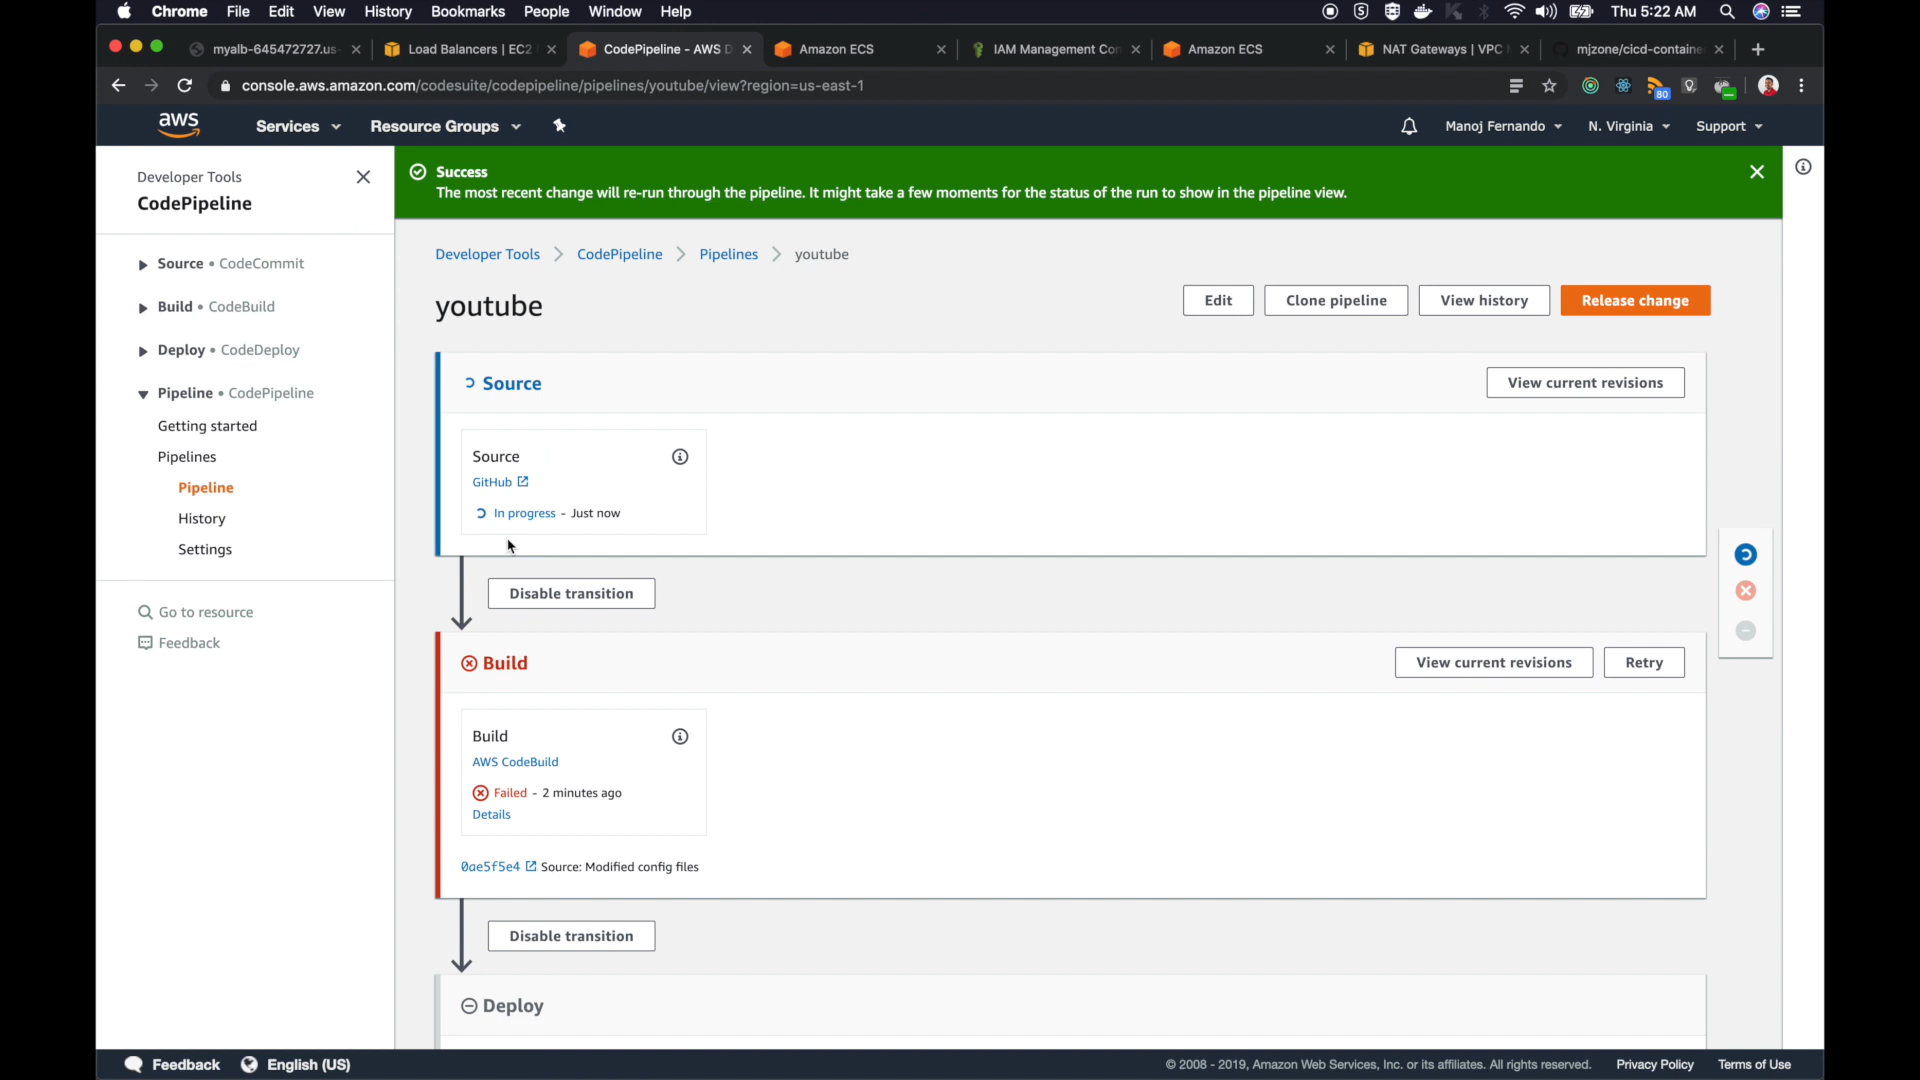 Chrome File Edit View History Bookmarks People Window Help Thu 5:22 AM
myalb-645472727.us- Load Balancers | EC2 CodePipeline - AWS D Amazon ECS IAM Management Con Amazon ECS NAT Gateways | VPC mjzone/cicd-containe
console.aws.amazon.com/codesuite/codepipeline/pipelines/youtube/view?region=us-east-1 80
aws Services Resource Groups Manoj Fernando N. Virginia Support
Developer Tools
CodePipeline
Source • CodeCommit
Build • CodeBuild
Deploy • CodeDeploy
Pipeline • CodePipeline
Getting started
Pipelines
Pipeline
History
Settings
Go to resource
Feedback
Success
The most recent change will re-run through the pipeline. It might take a few moments for the status of the run to show in the pipeline view.
Developer Tools CodePipeline Pipelines youtube
youtube
Edit Clone pipeline View history Release change
Source View current revisions
Source
GitHub
In progress - Just now
Disable transition
Build View current revisions Retry
Build
AWS CodeBuild
Failed - 2 minutes ago
Details
0ae5f5e4 Source: Modified config files
Disable transition
Deploy
Feedback English (US) © 2008 - 2019, Amazon Web Services, Inc. or its affiliates. All rights reserved. Privacy Policy Terms of Use